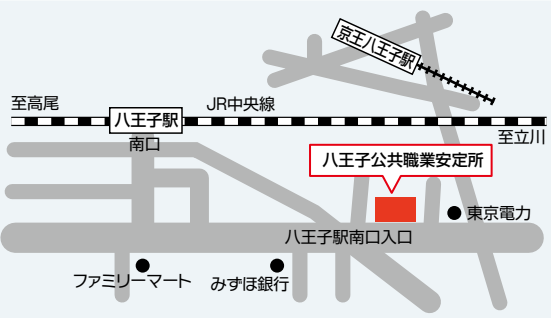 京王八王子駅
至高尾
JR中央線
八王子駅
南口
至立川
八王子公共職業安定所
東京電力
八王子駅南口入口
ファミリーマート
みずほ銀行